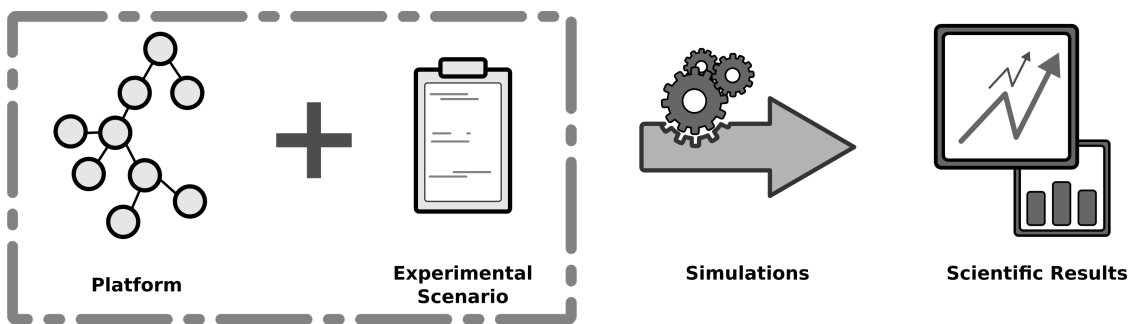 Platform
Experimental
Scenario
Simulations
Scientific Results